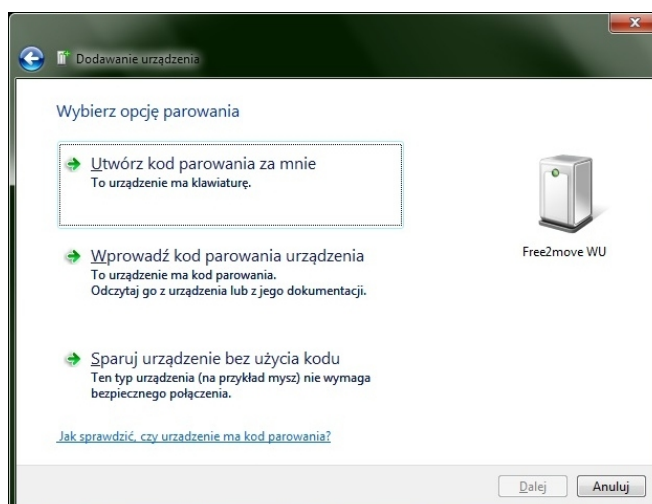 Dodawanie urządzenia
Wybierz opcję parowania
Utwórz kod parowania za mnie
To urządzenie ma klawiaturę.
Wprowadź kod parowania urządzenia
To urządzenie ma kod parowania.
Odczytaj go z urządzenia lub z jego dokumentacji.
Free2move WU
Sparuj urządzenie bez użycia kodu
Ten typ urządzenia (na przykład mysz) nie wymaga
bezpiecznego połączenia.
Jak sprawdzić, czy urzadzenie ma kod parowania?
Dalej
Anuluj